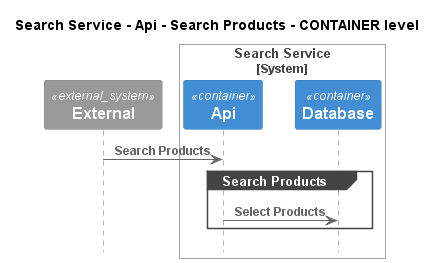 Search Service - Api - Search Products - CONTAINER level
Search Service
[System]
«external_system»
External
«container»
Api
«container»
Database
Search Products
Search Products
Select Products